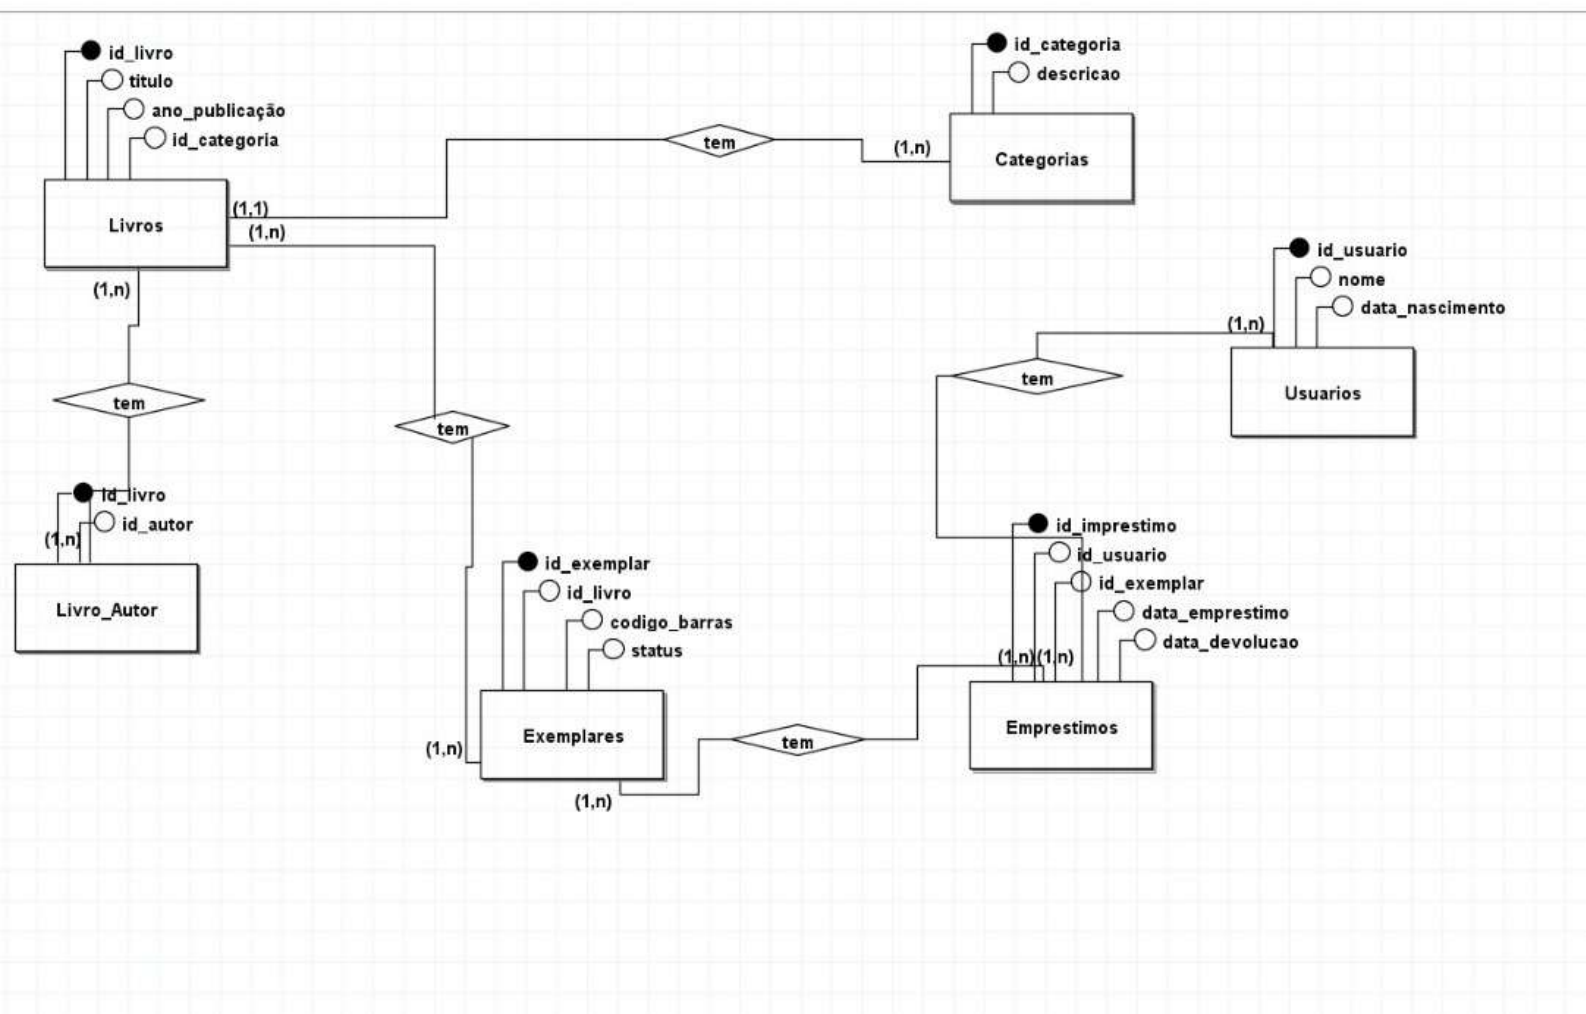 id_livro
titulo
ano_publicação
id_categoria
Livros
(1,1)
(1,n)
(1,n)
tem
(1,n)
id_categoria
descricao
Categorias
id_usuario
nome
data_nascimento
(1,n)
Usuarios
tem
tem
tem
id_livro
id_autor
(1,n)
Livro_Autor
id_exemplar
id_livro
codigo_barras
status
(1,n)
Exemplares
(1,n)
tem
id_imprestimo
id_usuario
id_exemplar
data_emprestimo
data_devolucao
(1,n) (1,n)
Emprestimos